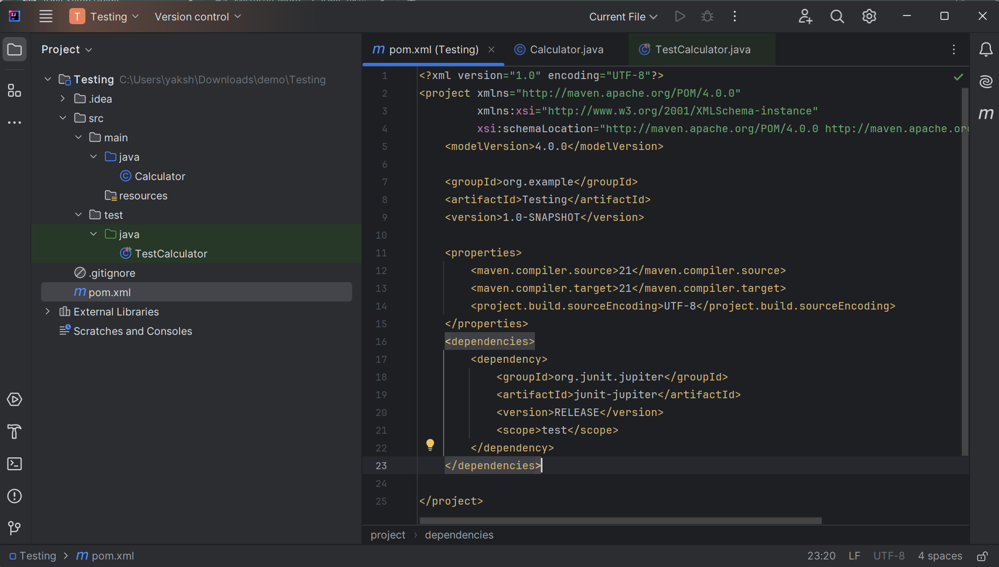 T Testing Version control Current File
Project
Testing C:\Users\yaksh\Downloads\demo\Testing
.idea
src
main
java
Calculator
resources
test
java
TestCalculator
.gitignore
m pom.xml
External Libraries
Scratches and Consoles
m pom.xml (Testing) Calculator.java TestCalculator.java
1 <?xml version="1.0" encoding="UTF-8"?>
2 <project xmlns="http://maven.apache.org/POM/4.0.0"
3 xmlns:xsi="http://www.w3.org/2001/XMLSchema-instance"
4 xsi:schemaLocation="http://maven.apache.org/POM/4.0.0 http://maven.apache.org
5 <modelVersion>4.0.0</modelVersion>
6
7 <groupId>org.example</groupId>
8 <artifactId>Testing</artifactId>
9 <version>1.0-SNAPSHOT</version>
10
11 <properties>
12 <maven.compiler.source>21</maven.compiler.source>
13 <maven.compiler.target>21</maven.compiler.target>
14 <project.build.sourceEncoding>UTF-8</project.build.sourceEncoding>
15 </properties>
16 <dependencies>
17 <dependency>
18 <groupId>org.junit.jupiter</groupId>
19 <artifactId>junit-jupiter</artifactId>
20 <version>RELEASE</version>
21 <scope>test</scope>
22 </dependency>
23 </dependencies>
24
25 </project>
project › dependencies
Testing > m pom.xml 23:20 LF UTF-8 4 spaces